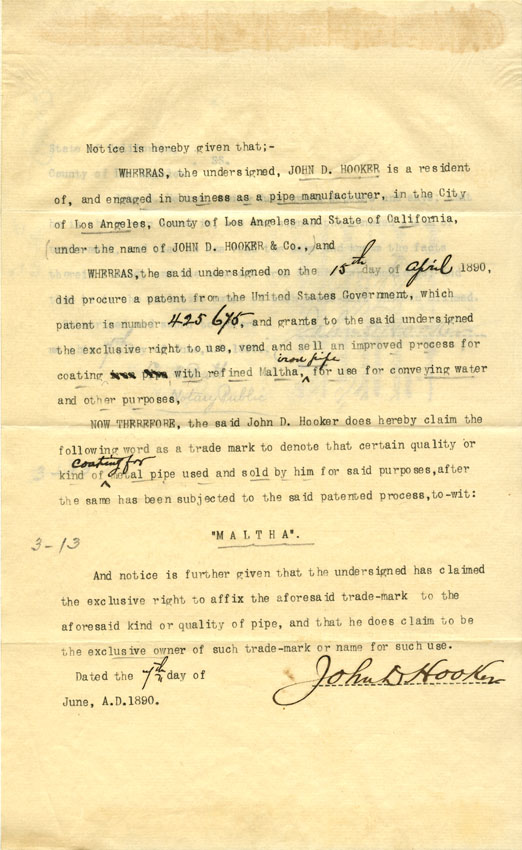 Notice is hereby given that;-
WHEREAS, the undersigned, JOHN D. HOOKER is a resident
of, and engaged in business as a pipe manufacturer, in the City
of Los Angeles, County of Los Angeles and State of California,
(under the name of JOHN D. HOOKER & Co.,) and
WHEREAS, the said undersigned on the 15th day of April 1890,
did procure a patent from the United States Government, which
patent is number 425675 and grants to the said undersigned
the exclusive right to use, vend and sell an improved process for
iron pipe
coating with refined Maltha, ^ for use for conveying water
and other purposes,
NOW THEREFORE, the said John D. Hooker does hereby claim the
following word as a trade mark to denote that certain quality or
coating for
kind of ^ metal pipe used and sold by him for said purposes, after
the same has been subjected to the said patented process, to-wit:
"MALTHA".
3-13
And notice is further given that the undersigned has claimed
the exclusive right to affix the aforesaid trade-mark to the
aforesaid kind or quality of pipe, and that he does claim to be
the exclusive owner of such trade-mark or name for such use.
Dated the 7th day of
John D Hooker
June, A.D.1890.